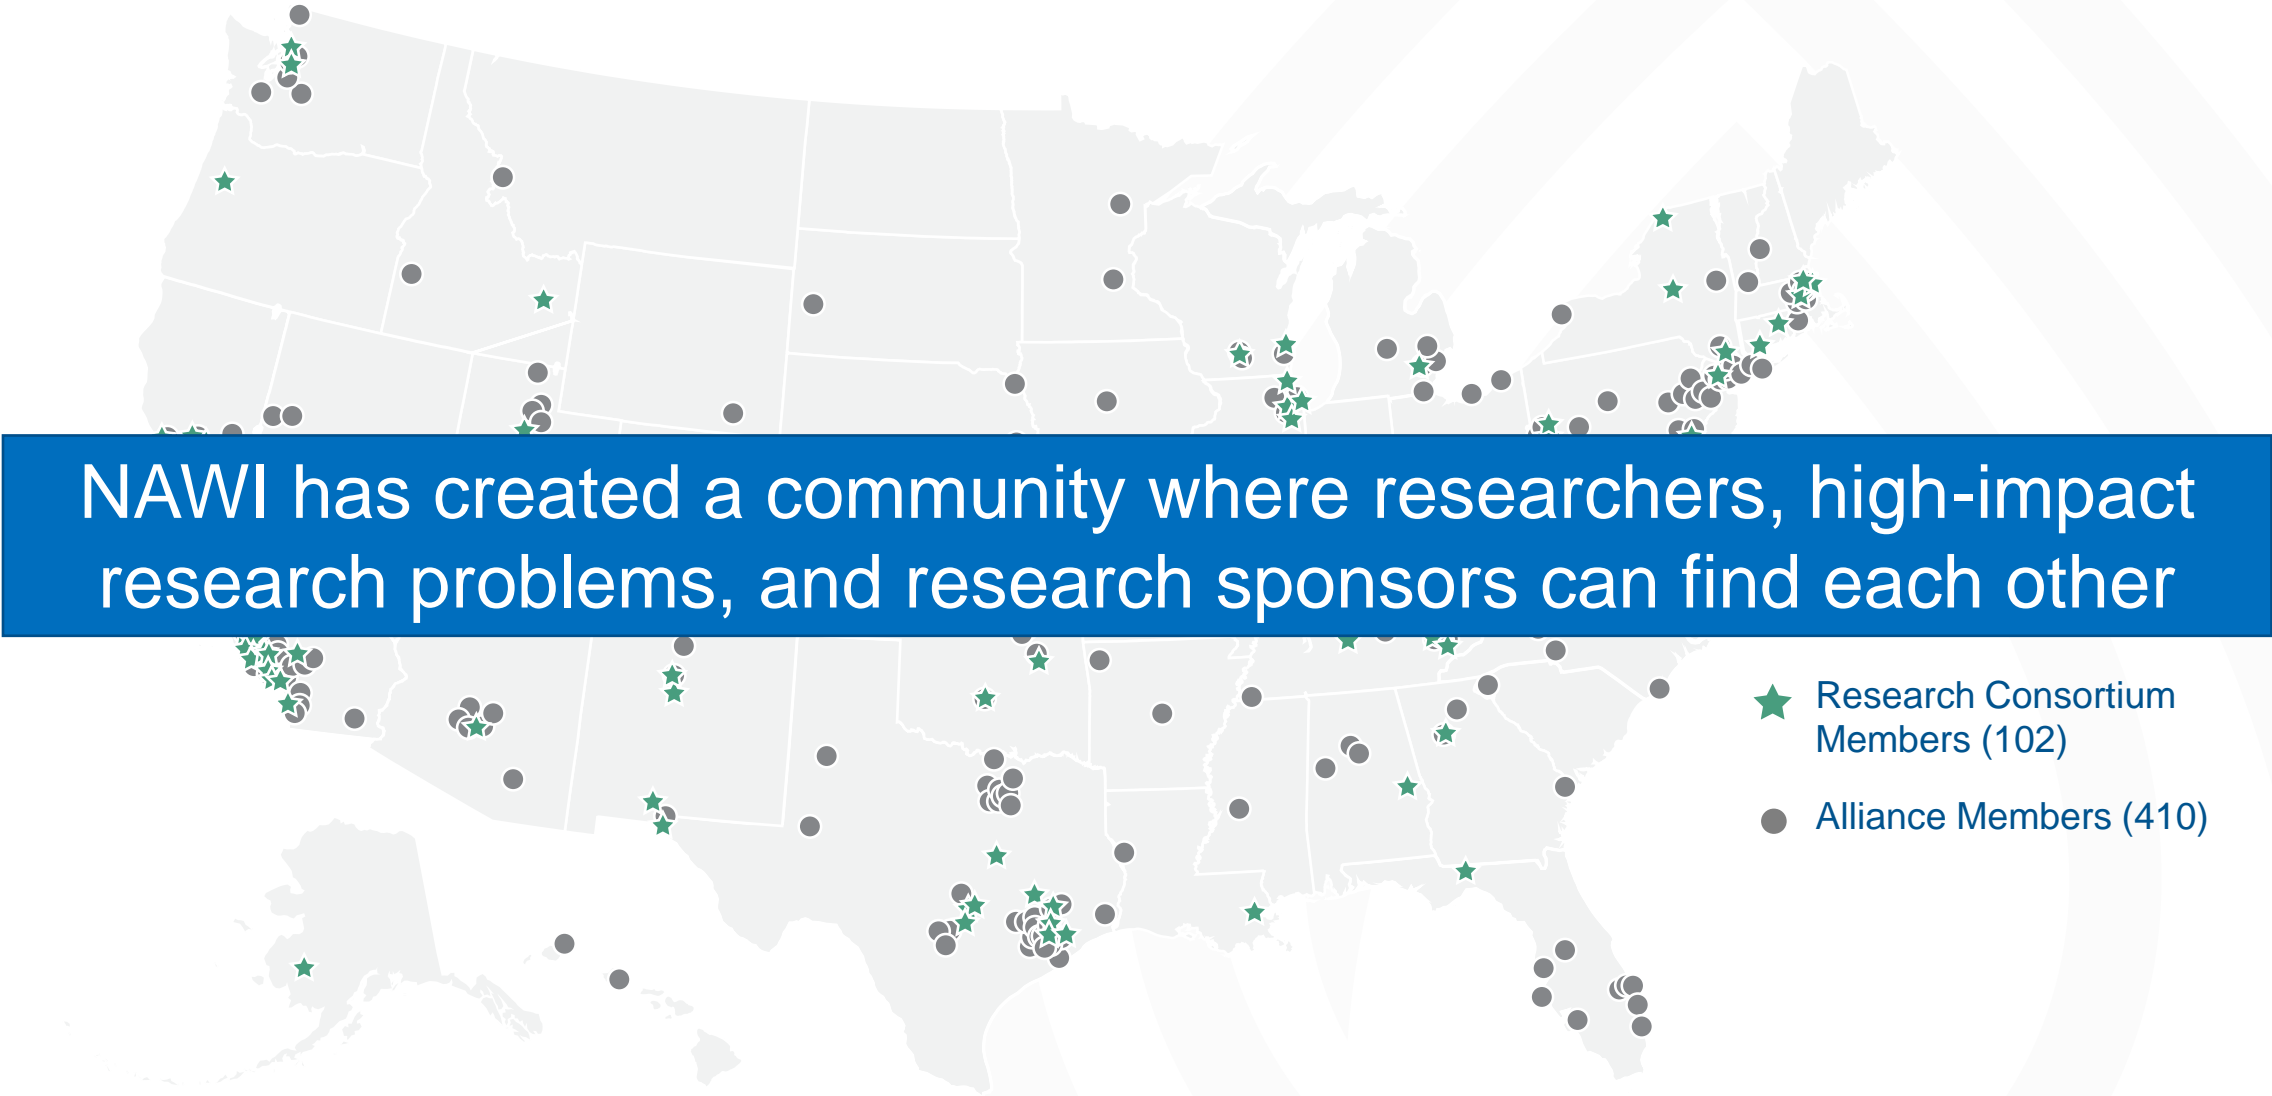 NAWI has created a community where researchers, high-impact
research problems, and research sponsors can find each other
Research Consortium
Members (102)
Alliance Members (410)